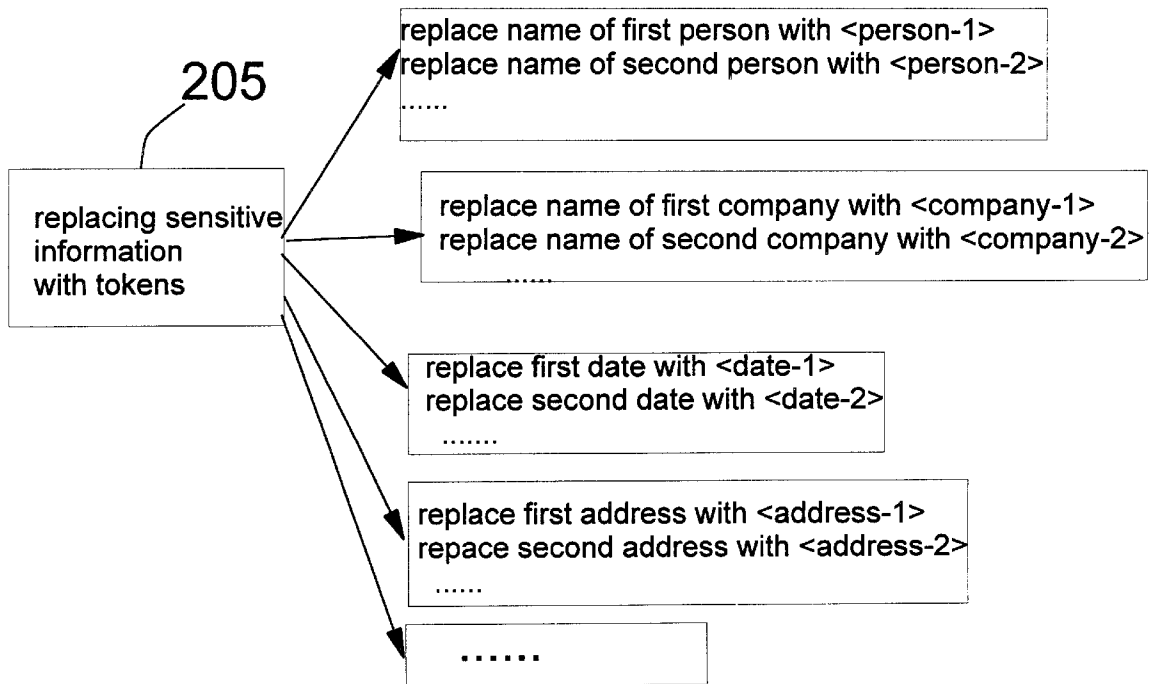 205
replacing sensitive
information
with tokens
replace name of first person with <person-1>
replace name of second person with <person-2>
......
replace name of first company with <company-1>
replace name of second company with <company-2>
......
replace first date with <date-1>
replace second date with <date-2>
.......
replace first address with <address-1>
repace second address with <address-2>
......
......